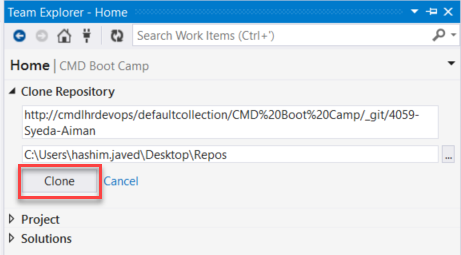 Team Explorer - Home
Search Work Items (Ctrl+')
Home | CMD Boot Camp
Clone Repository
http://cmdlhrdevops/defaultcollection/CMD%20Boot%20Camp/_git/4059-
Syeda-Aiman
C:\Users\hashim.javed\Desktop\Repos ...
Clone Cancel
Project
Solutions